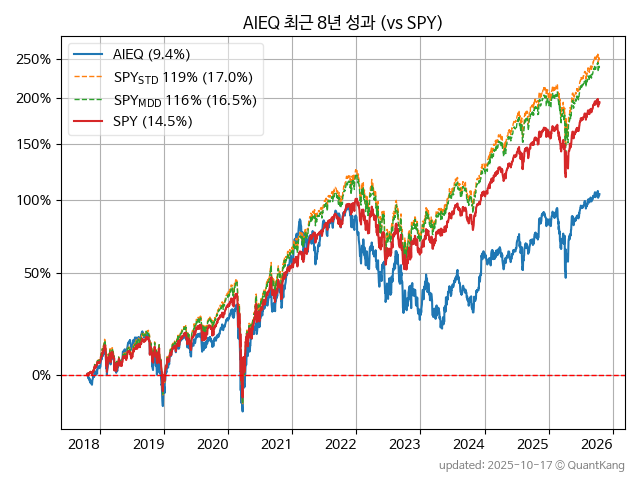 AIEQ 최근 8년 성과 (vs SPY)
AIEQ (9.4%)
SPY_STD 119% (17.0%)
SPY_MDD 116% (16.5%)
SPY (14.5%)
250%
200%
150%
100%
50%
0%
2018 2019 2020 2021 2022 2023 2024 2025 2026
updated: 2025-10-17 © QuantKang